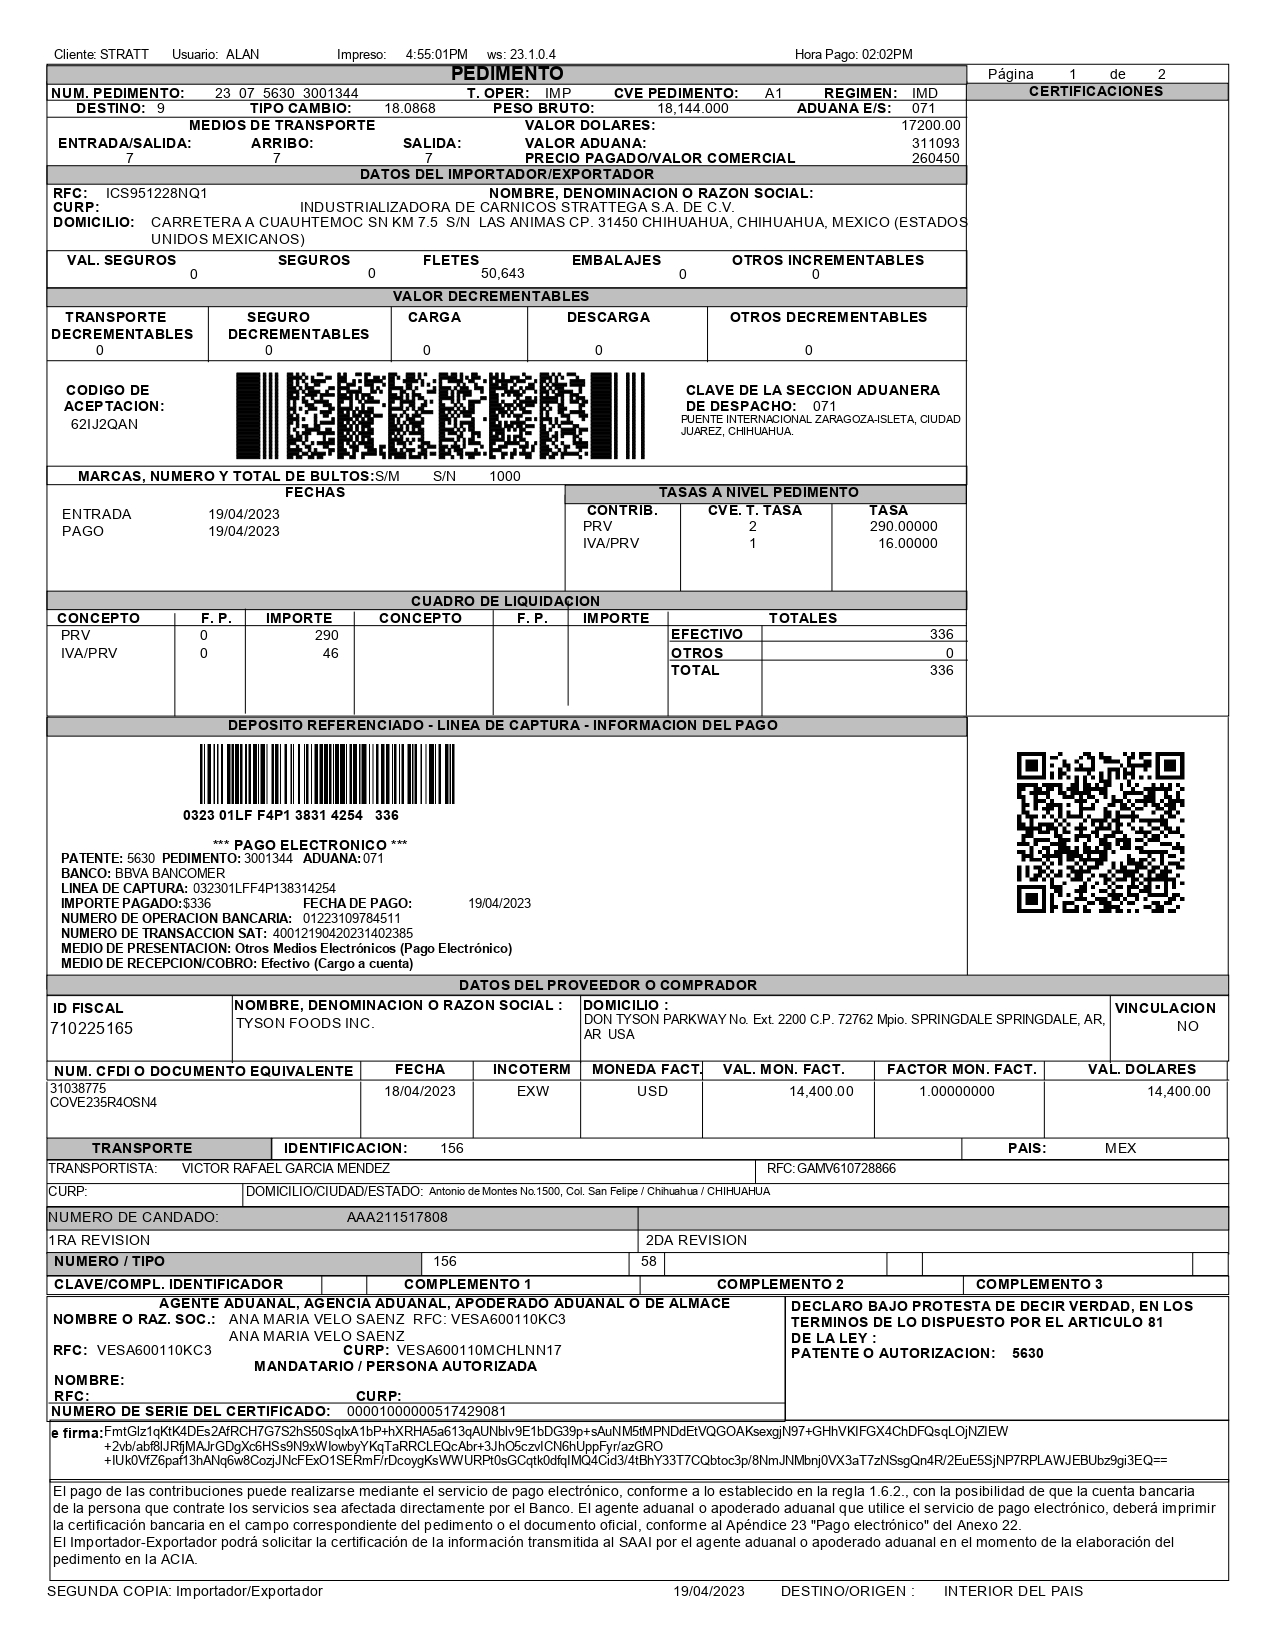 Cliente: STRATT Usuario: ALAN Impreso: 4:55:01PM ws: 23.1.0.4 Hora Pago: 02:02PM
PEDIMENTO Página 1 de 2
NUM. PEDIMENTO: 23 07 5630 3001344 T. OPER: IMP CVE PEDIMENTO: A1 REGIMEN: IMD CERTIFICACIONES
DESTINO: 9 TIPO CAMBIO: 18.0868 PESO BRUTO: 18,144.000 ADUANA E/S: 071
MEDIOS DE TRANSPORTE VALOR DOLARES: 17200.00
ENTRADA/SALIDA: ARRIBO: SALIDA: VALOR ADUANA: 311093
7 7 7 PRECIO PAGADO/VALOR COMERCIAL 260450
DATOS DEL IMPORTADOR/EXPORTADOR
RFC: ICS951228NQ1 NOMBRE, DENOMINACION O RAZON SOCIAL:
CURP: INDUSTRIALIZADORA DE CARNICOS STRATTEGA S.A. DE C.V.
DOMICILIO: CARRETERA A CUAUHTEMOC SN KM 7.5 S/N LAS ANIMAS CP. 31450 CHIHUAHUA, CHIHUAHUA, MEXICO (ESTADOS
UNIDOS MEXICANOS)
VAL. SEGUROS SEGUROS FLETES EMBALAJES OTROS INCREMENTABLES
0 0 50,643 0 0
VALOR DECREMENTABLES
TRANSPORTE SEGURO CARGA DESCARGA OTROS DECREMENTABLES
DECREMENTABLES DECREMENTABLES
0 0 0 0 0
CODIGO DE CLAVE DE LA SECCION ADUANERA
ACEPTACION: DE DESPACHO: 071
62IJ2QAN PUENTE INTERNACIONAL ZARAGOZA-ISLETA, CIUDAD
JUAREZ, CHIHUAHUA.
MARCAS, NUMERO Y TOTAL DE BULTOS:S/M S/N 1000
FECHAS TASAS A NIVEL PEDIMENTO
CONTRIB. CVE. T. TASA TASA
ENTRADA 19/04/2023 PRV 2 290.00000
PAGO 19/04/2023 IVA/PRV 1 16.00000
CUADRO DE LIQUIDACION
CONCEPTO F. P. IMPORTE CONCEPTO F. P. IMPORTE TOTALES
PRV 0 290 EFECTIVO 336
IVA/PRV 0 46 OTROS 0
TOTAL 336
DEPOSITO REFERENCIADO - LINEA DE CAPTURA - INFORMACION DEL PAGO
0323 01LF F4P1 3831 4254 336
*** PAGO ELECTRONICO ***
PATENTE: 5630 PEDIMENTO: 3001344 ADUANA: 071
BANCO: BBVA BANCOMER
LINEA DE CAPTURA: 032301LFF4P138314254
IMPORTE PAGADO: $336 FECHA DE PAGO: 19/04/2023
NUMERO DE OPERACION BANCARIA: 01223109784511
NUMERO DE TRANSACCION SAT: 40012190420231402385
MEDIO DE PRESENTACION: Otros Medios Electrónicos (Pago Electrónico)
MEDIO DE RECEPCION/COBRO: Efectivo (Cargo a cuenta)
DATOS DEL PROVEEDOR O COMPRADOR
ID FISCAL NOMBRE, DENOMINACION O RAZON SOCIAL : DOMICILIO : VINCULACION
710225165 TYSON FOODS INC. DON TYSON PARKWAY No. Ext. 2200 C.P. 72762 Mpio. SPRINGDALE SPRINGDALE, AR, NO
AR USA
NUM. CFDI O DOCUMENTO EQUIVALENTE FECHA INCOTERM MONEDA FACT. VAL. MON. FACT. FACTOR MON. FACT. VAL. DOLARES
31038775 18/04/2023 EXW USD 14,400.00 1.00000000 14,400.00
COVE235R4OSN4
TRANSPORTE IDENTIFICACION: 156 PAIS: MEX
TRANSPORTISTA: VICTOR RAFAEL GARCIA MENDEZ RFC: GAMV610728866
CURP: DOMICILIO/CIUDAD/ESTADO: Antonio de Montes No.1500, Col. San Felipe / Chihuahua / CHIHUAHUA
NUMERO DE CANDADO: AAA211517808
1RA REVISION 2DA REVISION
NUMERO / TIPO 156 58
CLAVE/COMPL. IDENTIFICADOR COMPLEMENTO 1 COMPLEMENTO 2 COMPLEMENTO 3
AGENTE ADUANAL, AGENCIA ADUANAL, APODERADO ADUANAL O DE ALMACE DECLARO BAJO PROTESTA DE DECIR VERDAD, EN LOS
NOMBRE O RAZ. SOC.: ANA MARIA VELO SAENZ RFC: VESA600110KC3 TERMINOS DE LO DISPUESTO POR EL ARTICULO 81
ANA MARIA VELO SAENZ DE LA LEY :
RFC: VESA600110KC3 CURP: VESA600110MCHLNN17 PATENTE O AUTORIZACION: 5630
MANDATARIO / PERSONA AUTORIZADA
NOMBRE:
RFC: CURP:
NUMERO DE SERIE DEL CERTIFICADO: 00001000000517429081
e firma: FmtGlz1qKtK4DEs2AfRCH7G7S2hS50SqIxA1bP+hXRHA5a613qAUNblv9E1bDG39p+sAuNM5tMPNDdEtVQGOAKsexgjN97+GHhVKIFGX4ChDFQsqLOjNZIEW
+2vb/abf8lJRfjMAJrGDgXc6HSs9N9xWIowbyYKqTaRRCLEQcAbr+3JhO5czvICN6hUppFyr/azGRO
+IUk0VfZ6paf13hANq6w8CozjJNcFExO1SERmF/rDcoygKsWWURPt0sGCqtk0dfqIMQ4Cid3/4tBhY33T7CQbtoc3p/8NmJNMbnj0VX3aT7zNSsgQn4R/2EuE5SjNP7RPLAWJEBUbz9gi3EQ==
El pago de las contribuciones puede realizarse mediante el servicio de pago electrónico, conforme a lo establecido en la regla 1.6.2., con la posibilidad de que la cuenta bancaria
de la persona que contrate los servicios sea afectada directamente por el Banco. El agente aduanal o apoderado aduanal que utilice el servicio de pago electrónico, deberá imprimir
la certificación bancaria en el campo correspondiente del pedimento o el documento oficial, conforme al Apéndice 23 "Pago electrónico" del Anexo 22.
El Importador-Exportador podrá solicitar la certificación de la información transmitida al SAAI por el agente aduanal o apoderado aduanal en el momento de la elaboración del
pedimento en la ACIA.
SEGUNDA COPIA: Importador/Exportador 19/04/2023 DESTINO/ORIGEN : INTERIOR DEL PAIS